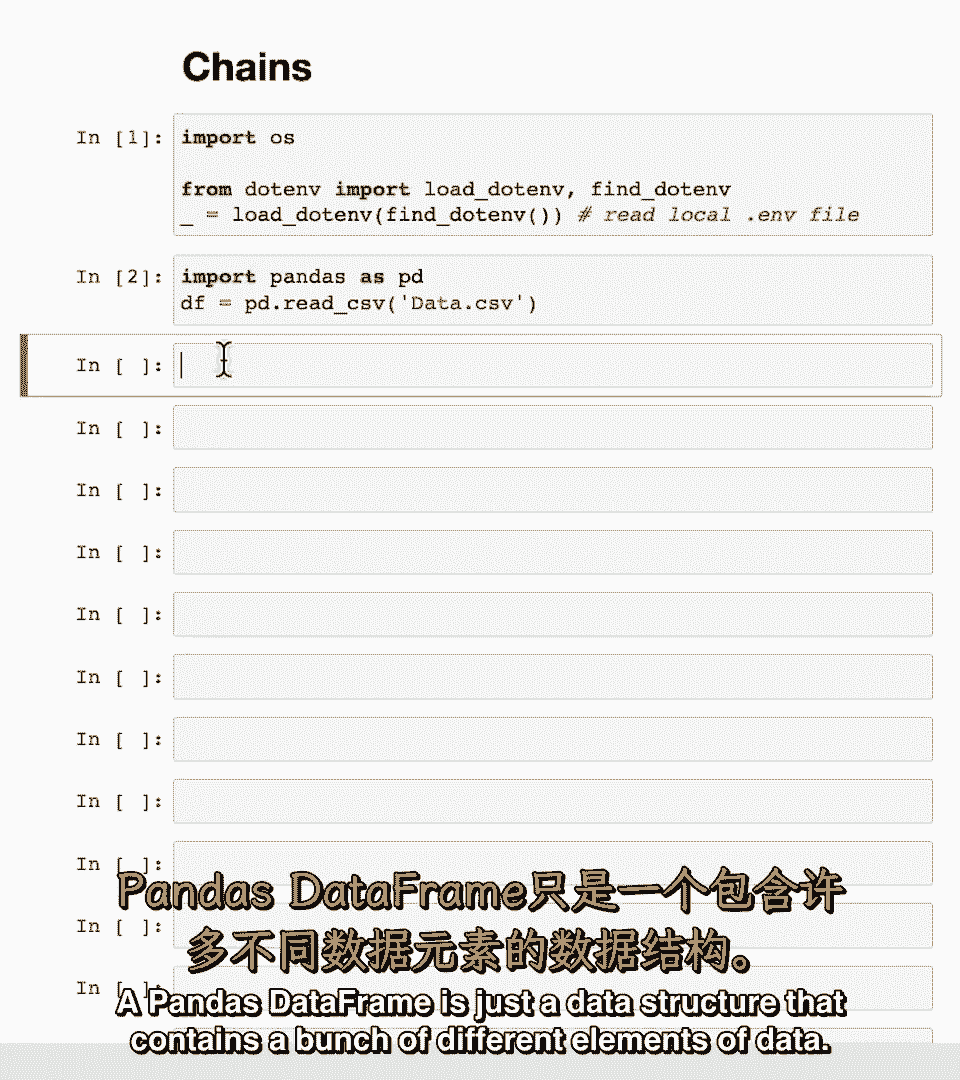 Chains
In [1]: import os
from dotenv import load_dotenv, find_dotenv
_ = load_dotenv(find_dotenv()) # read local .env file
In [2]: import pandas as pd
df = pd.read_csv('Data.csv')
In [ ]:
In [ ]:
In [ ]:
In [ ]:
In [ ]:
In [ ]:
In [ ]:
In [ ]:
In [ ]:
In [ ]:
In [ ]:
Pandas DataFrame只是一个包含许
多不同数据元素的数据结构。
A Pandas DataFrame is just a data structure that
contains a bunch of different elements of data.